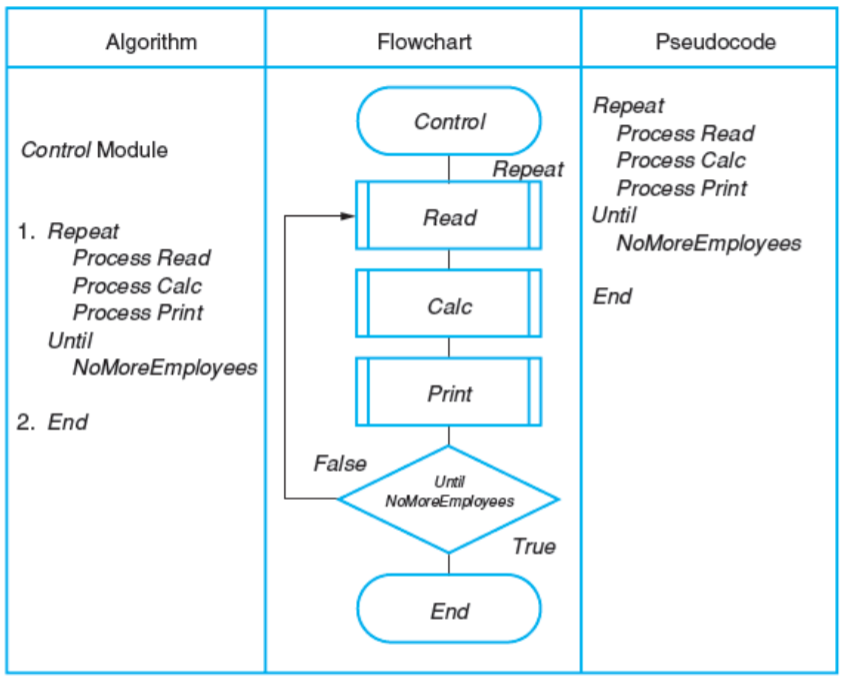 Algorithm
Control Module
1. Repeat
Process Read
Process Calc
Process Print
Until
NoMoreEmployees
2. End
Flowchart
Control
Repeat
Read
Calc
Print
False
Until
NoMoreEmployees
True
End
Pseudocode
Repeat
Process Read
Process Calc
Process Print
Until
NoMoreEmployees
End